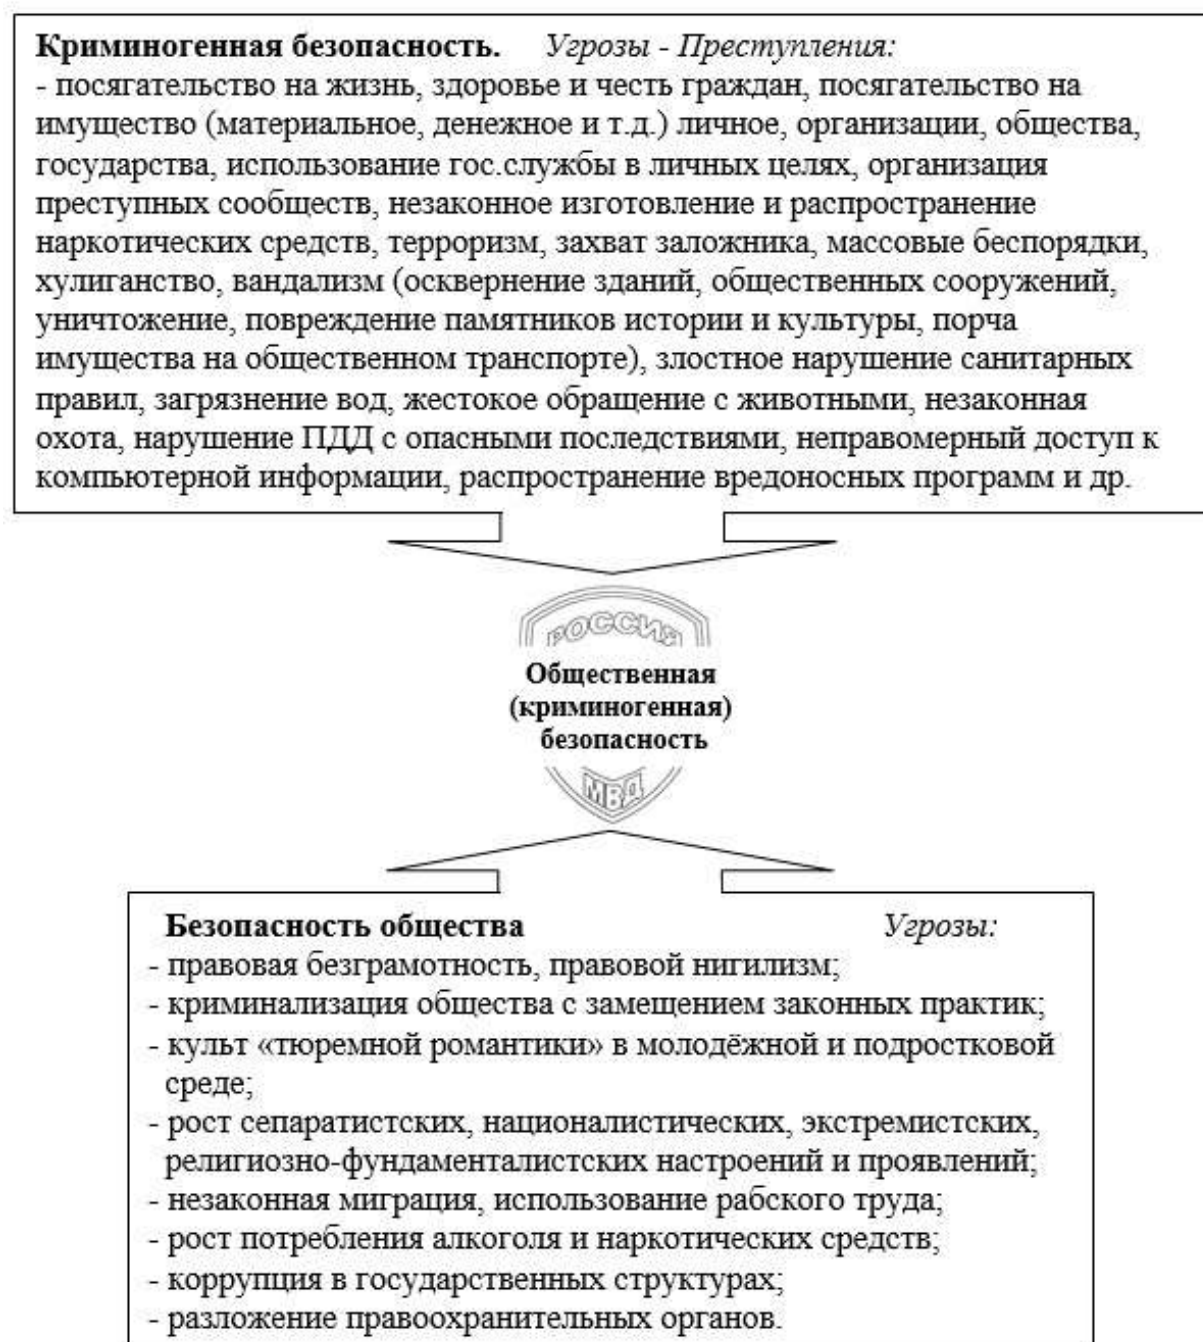 Криминогенная безопасность. Угрозы - Преступления:
- посягательство на жизнь, здоровье и честь граждан, посягательство на
имущество (материальное, денежное и т.д.) личное, организации, общества,
государства, использование гос.службы в личных целях, организация
преступных сообществ, незаконное изготовление и распространение
наркотических средств, терроризм, захват заложника, массовые беспорядки,
хулиганство, вандализм (осквернение зданий, общественных сооружений,
уничтожение, повреждение памятников истории и культуры, порча
имущества на общественном транспорте), злостное нарушение санитарных
правил, загрязнение вод, жестокое обращение с животными, незаконная
охота, нарушение ПДД с опасными последствиями, неправомерный доступ к
компьютерной информации, распространение вредоносных программ и др.
РОССИЯ
Общественная
(криминогенная)
безопасность
МВД
Безопасность общества Угрозы:
- правовая безграмотность, правовой нигилизм;
- криминализация общества с замещением законных практик;
- культ «тюремной романтики» в молодёжной и подростковой
среде;
- рост сепаратистских, националистических, экстремистских,
религиозно-фундаменталистских настроений и проявлений;
- незаконная миграция, использование рабского труда;
- рост потребления алкоголя и наркотических средств;
- коррупция в государственных структурах;
- разложение правоохранительных органов.